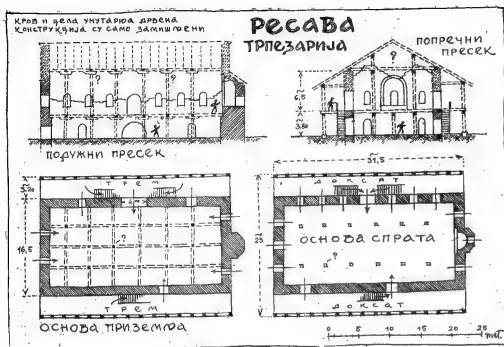 КРОВ И ЦЕЛА УНУТАРЊА ДРВЕНА
КОНСТРУКЦИЈА СУ САМО ЗАМИШЉЕНИ
РЕСАВА
ТРПЕЗАРИЈА
ПОПРЕЧНИ
ПРЕСЕК
?
?
?
?
~6,5
3,80
ПОДУЖНИ ПРЕСЕК
~31,5
ТРЕМ
ДОКСАТ
5,20
16,5
?
25
ОСНОВА СПРАТА
?
ТРЕМ
ДОКСАТ
ОСНОВА ПРИЗЕМЉА
0 5 10 15 20 25 met.